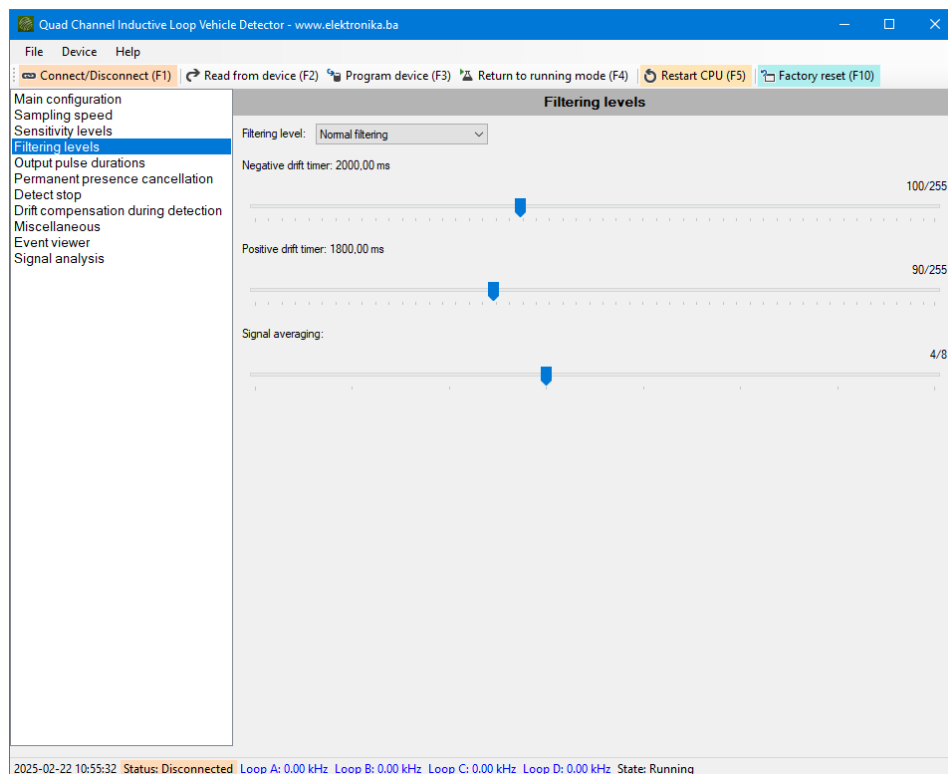 Quad Channel Inductive Loop Vehicle Detector - www.elektronika.ba
File Device Help
Connect/Disconnect (F1) Read from device (F2) Program device (F3) Return to running mode (F4) Restart CPU (F5) Factory reset (F10)
Main configuration
Sampling speed
Sensitivity levels
Filtering levels
Output pulse durations
Permanent presence cancellation
Detect stop
Drift compensation during detection
Miscellaneous
Event viewer
Signal analysis
Filtering levels
Filtering level: Normal filtering
Negative drift timer: 2000,00 ms
100/255
Positive drift timer: 1800,00 ms
90/255
Signal averaging:
4/8
2025-02-22 10:55:32 Status: Disconnected Loop A: 0.00 kHz Loop B: 0.00 kHz Loop C: 0.00 kHz Loop D: 0.00 kHz State: Running